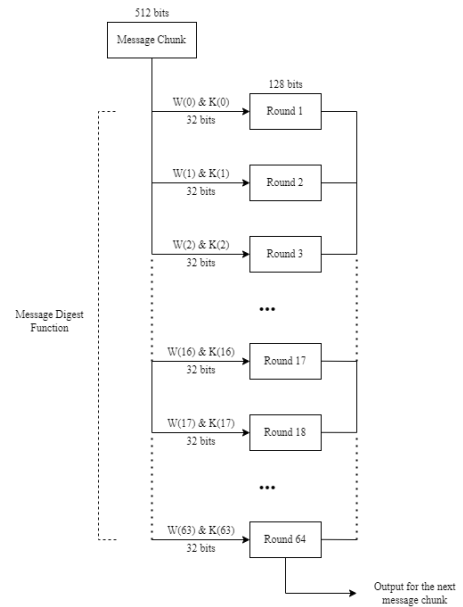 512 bits
Message Chunk
128 bits
W(0) & K(0)
32 bits
Round 1
W(1) & K(1)
32 bits
Round 2
W(2) & K(2)
32 bits
Round 3
...
Message Digest
Function
W(16) & K(16)
32 bits
Round 17
W(17) & K(17)
32 bits
Round 18
...
W(63) & K(63)
32 bits
Round 64
Output for the next
message chunk